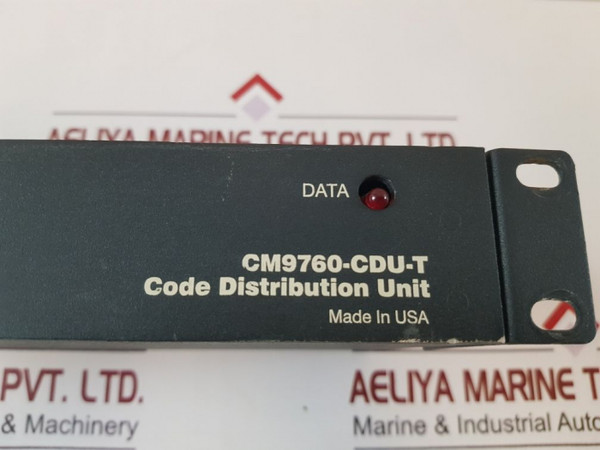 AELIYA MARINE TECH PVT. LTD.
DATA
CM9760-CDU-T
Code Distribution Unit
Made In USA
PVT. LTD.
& Machinery
AELIYA MARINE TE
Marine & Industrial Auto